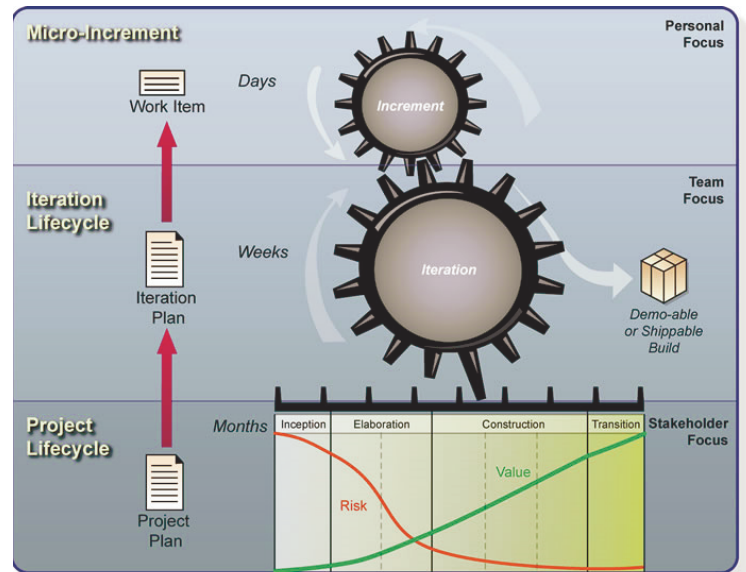 Micro-Increment
Personal
Focus
Days
Work Item
Increment
Iteration
Lifecycle
Team
Focus
Weeks
Iteration
Iteration
Plan
Demo-able
or Shippable
Build
Project
Lifecycle
Months
Inception
Elaboration
Construction
Transition
Stakeholder
Focus
Value
Risk
Project
Plan